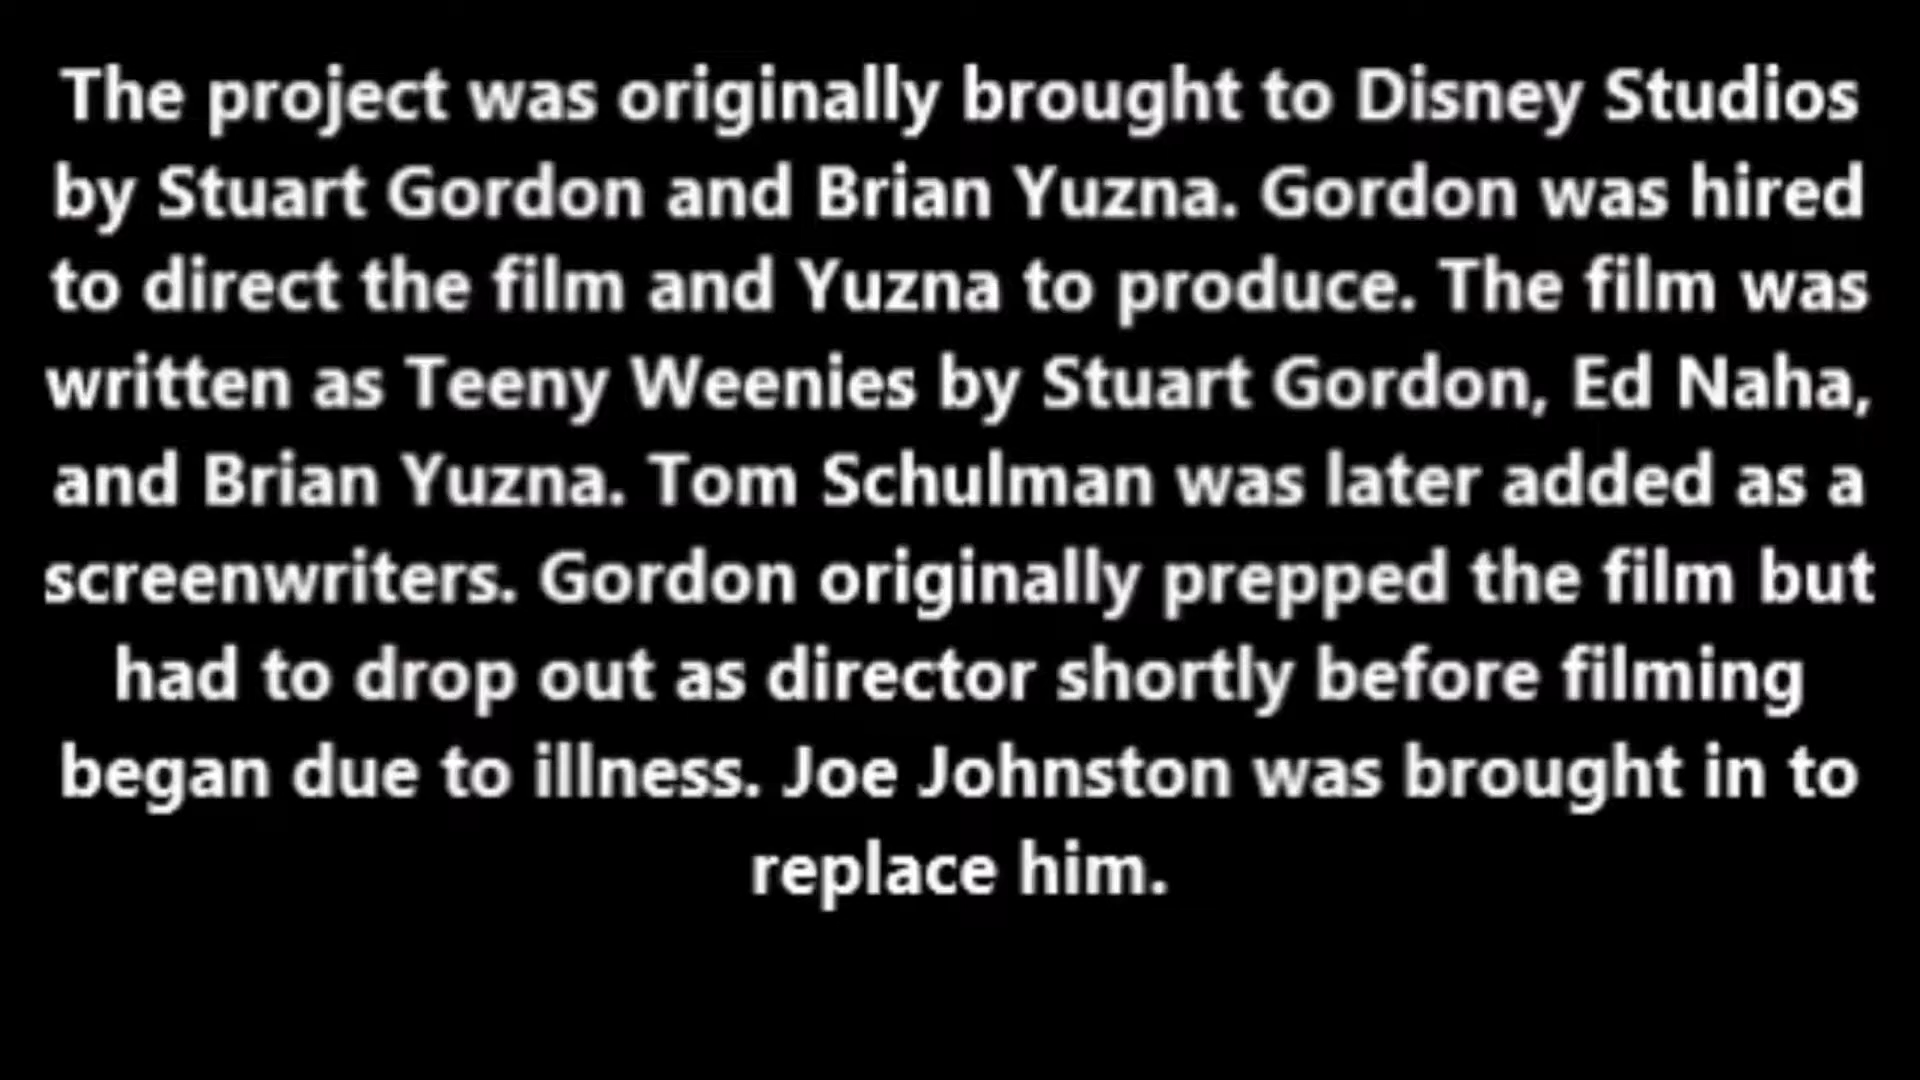 The project was originally brought to Disney Studios
by Stuart Gordon and Brian Yuzna. Gordon was hired
to direct the film and Yuzna to produce. The film was
written as Teeny Weenies by Stuart Gordon, Ed Naha,
and Brian Yuzna. Tom Schulman was later added as a
screenwriters. Gordon originally prepped the film but
had to drop out as director shortly before filming
began due to illness. Joe Johnston was brought in to
replace him.